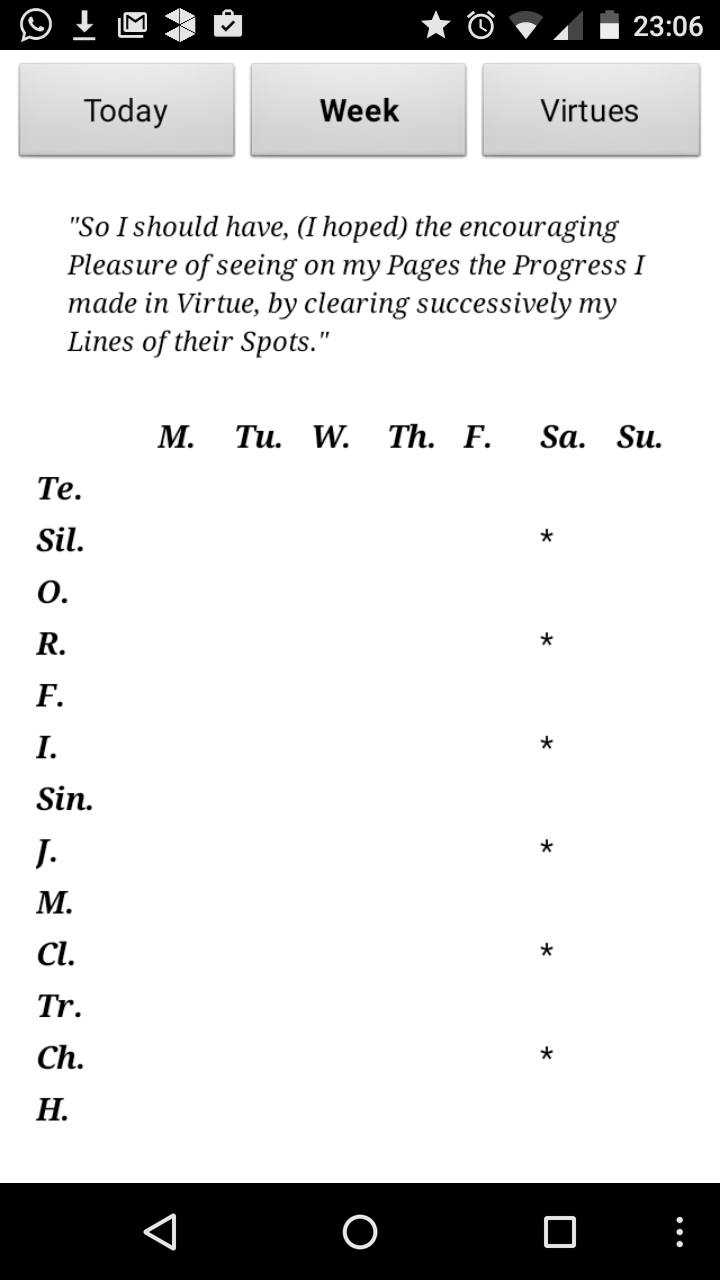 23:06
Today Week Virtues
"So I should have, (I hoped) the encouraging
Pleasure of seeing on my Pages the Progress I
made in Virtue, by clearing successively my
Lines of their Spots."
M. Tu. W. Th. F. Sa. Su.
Te.
Sil. *
O.
R. *
F.
I. *
Sin.
J. *
M.
Cl. *
Tr.
Ch. *
H.